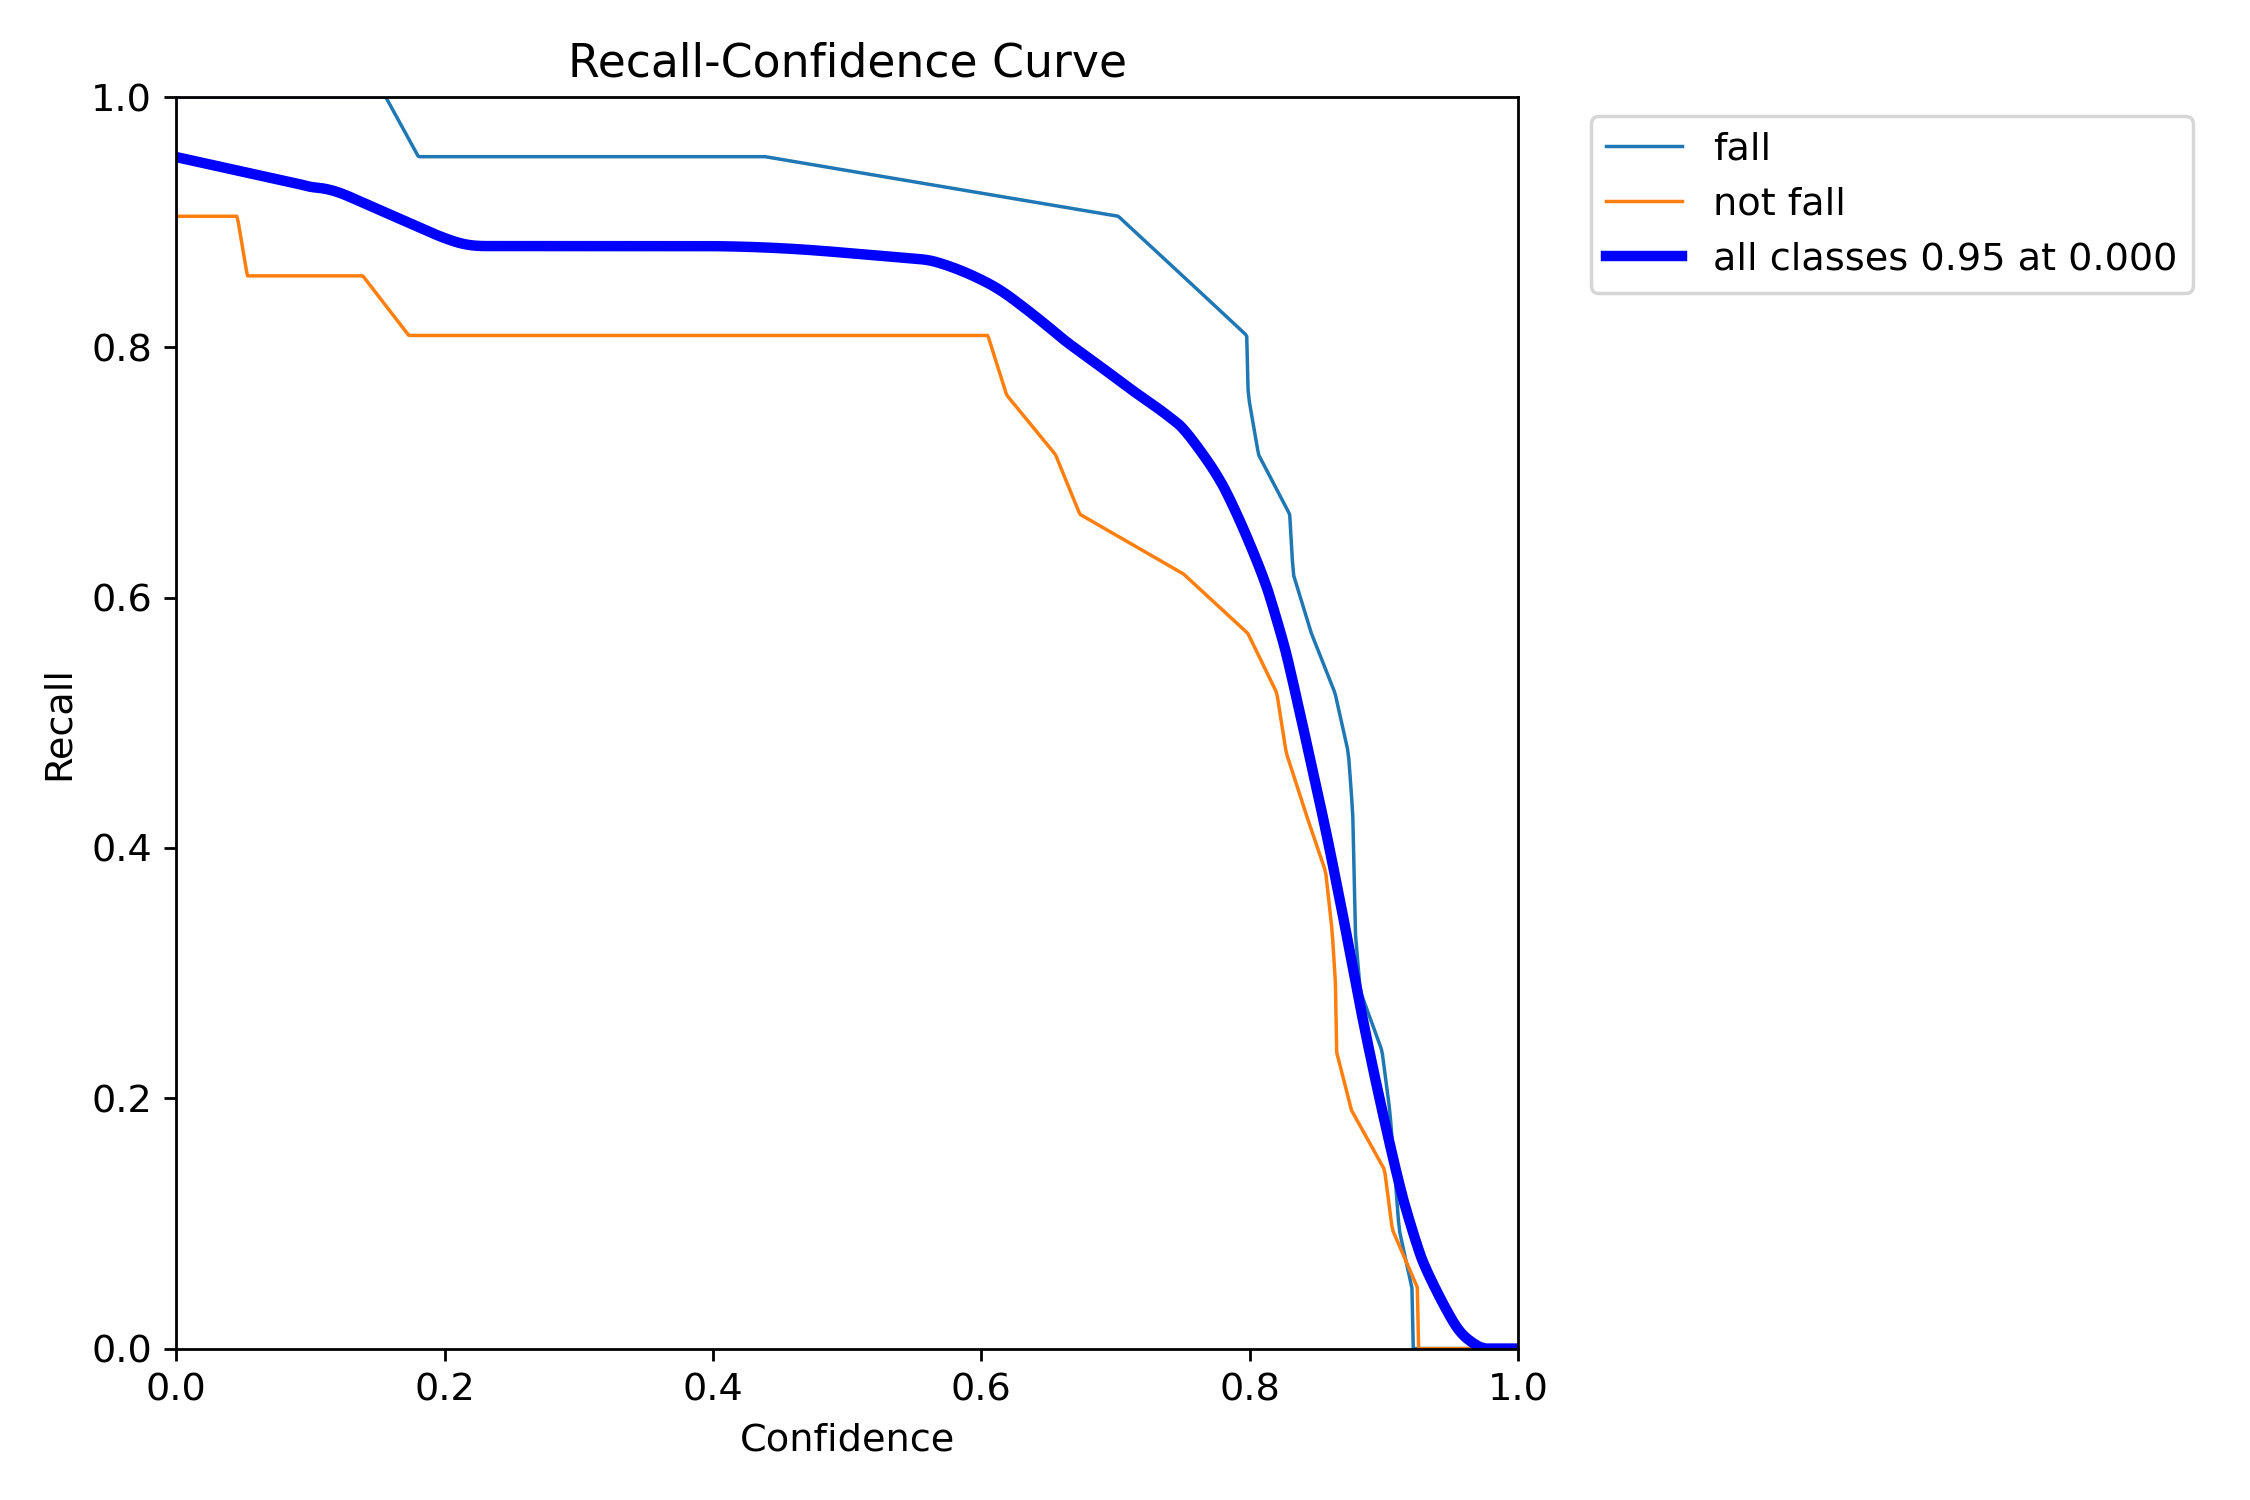 Recall-Confidence Curve
1.0
0.8
0.6
0.4
0.2
0.0
Recall
0.0 0.2 0.4 0.6 0.8 1.0
Confidence
fall
not fall
all classes 0.95 at 0.000